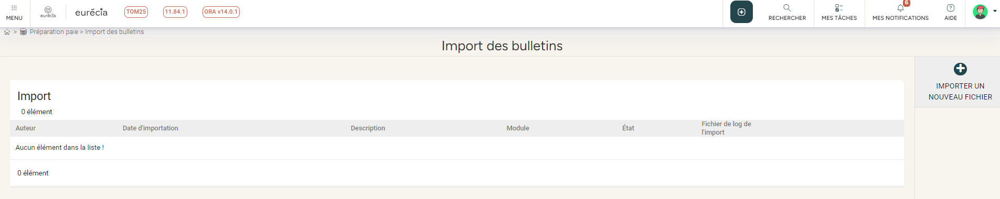 MENU
eurécia
eurécia
TOM25
11.84.1
ORA v14.0.1
RECHERCHER
MES TÂCHES
6
MES NOTIFICATIONS
AIDE
> Préparation paie > Import des bulletins
Import des bulletins
IMPORTER UN
NOUVEAU FICHIER
Import
0 élément
Auteur
Date d'importation
Description
Module
État
Fichier de log de
l'import
Aucun élément dans la liste !
0 élément